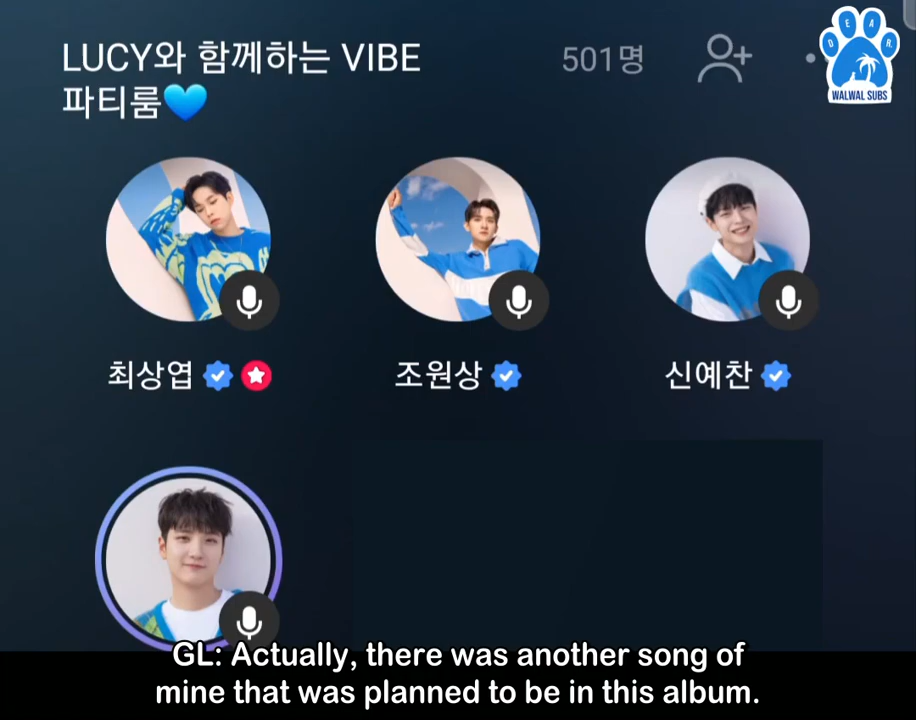 LUCY와 함께하는 VIBE
파티룸💙
501명
D E A R.
WALWAL SUBS
최상엽
조원상
신예찬
GL: Actually, there was another song of
mine that was planned to be in this album.